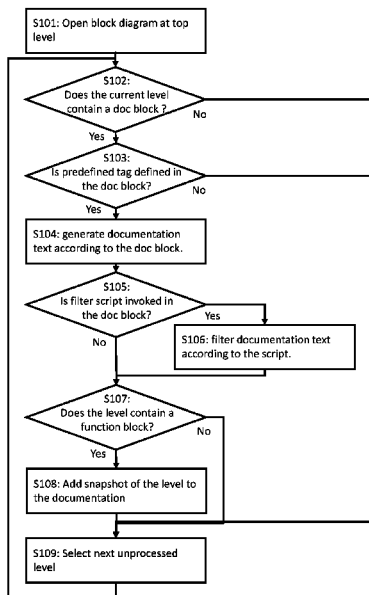 S101: Open block diagram at top
level
S102:
Does the current level
contain a doc block ?
No
Yes
S103:
Is predefined tag defined in
the doc block?
No
Yes
S104: generate documentation
text according to the doc block.
S105:
Is filter script invoked in
the doc block?
Yes
No
S106: filter documentation text
according to the script.
S107:
Does the level contain a
function block?
No
Yes
S108: Add snapshot of the level to
the documentation
S109: Select next unprocessed
level